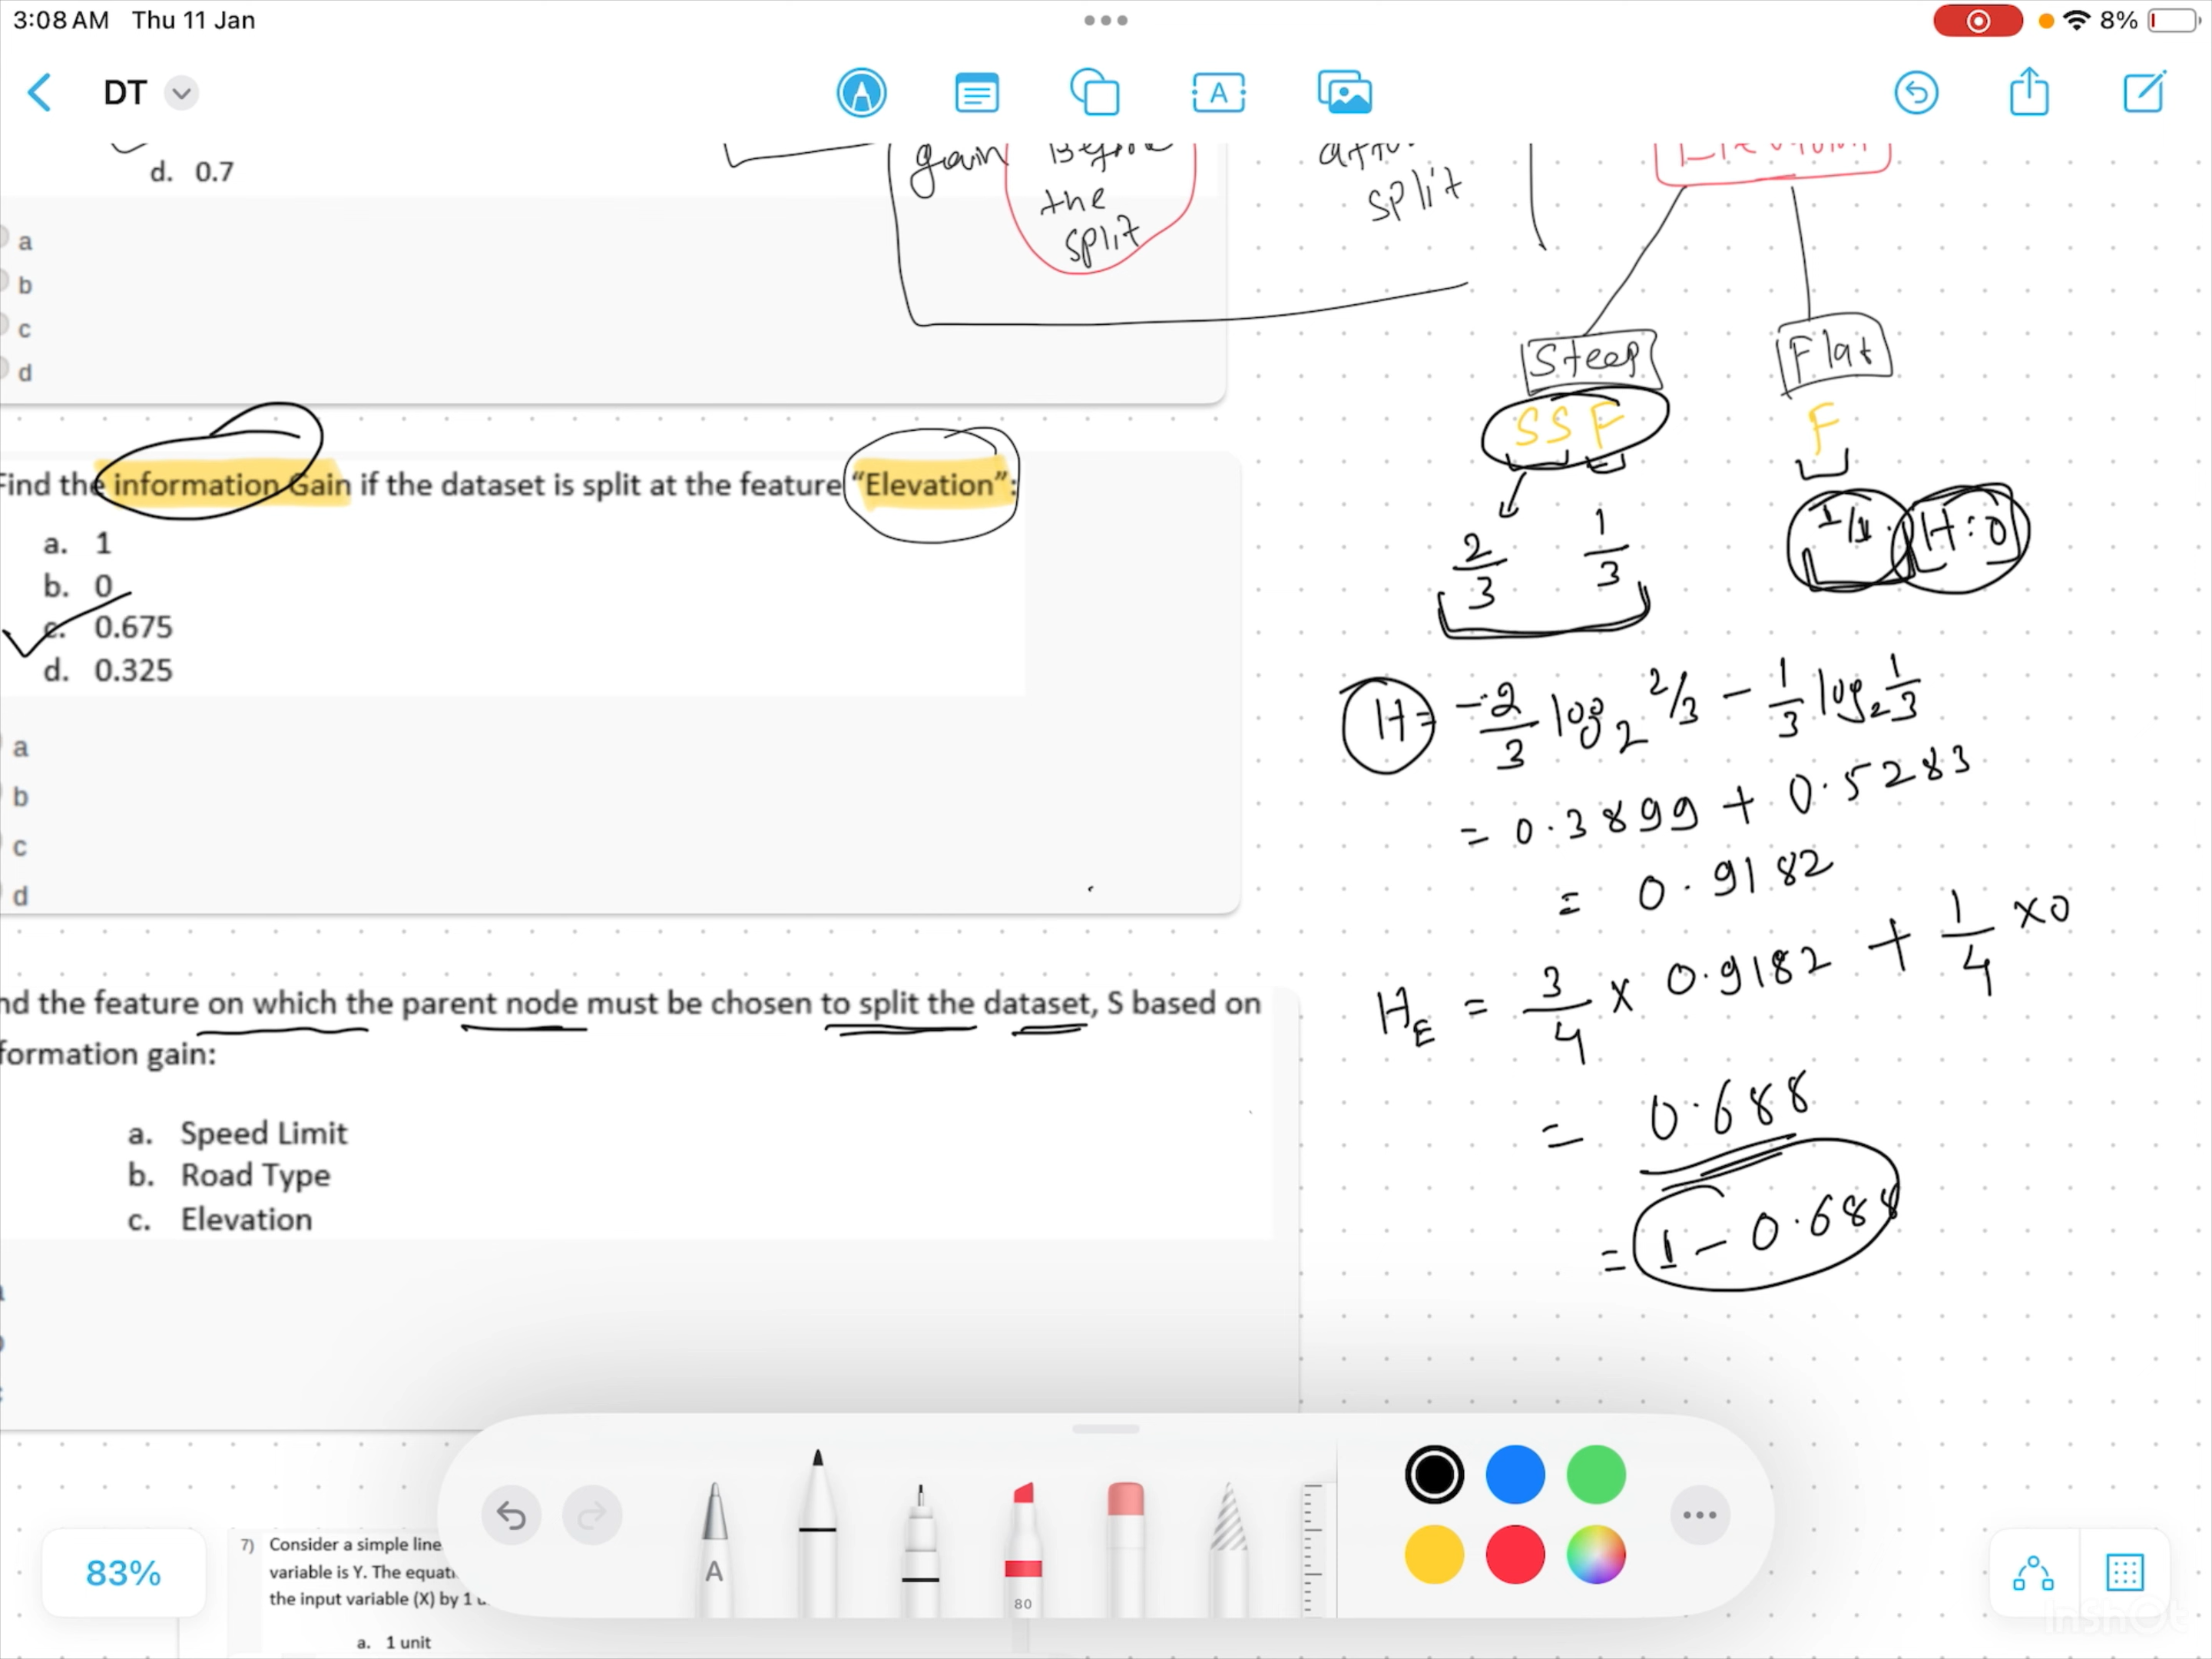 3:08 AM Thu 11 Jan
8%
DT
A
d. 0.7
a
b
c
d
gain
the
split
split
Steep
Flat
S S F
F
Find the information Gain if the dataset is split at the feature "Elevation":
a. 1
b. 0
c. 0.675
d. 0.325
2/3 1/3
1/1 H:0
a
b
c
d
H = -2/3 log2 2/3 - 1/3 log2 1/3
= 0.3899 + 0.5283
= 0.9182
HE = 3/4 x 0.9182 + 1/4 x 0
= 0.688
= 1 - 0.688
nd the feature on which the parent node must be chosen to split the dataset, S based on
formation gain:
a. Speed Limit
b. Road Type
c. Elevation
A
80
83%
7) Consider a simple line
variable is Y. The equati
the input variable (X) by 1 u
a. 1 unit